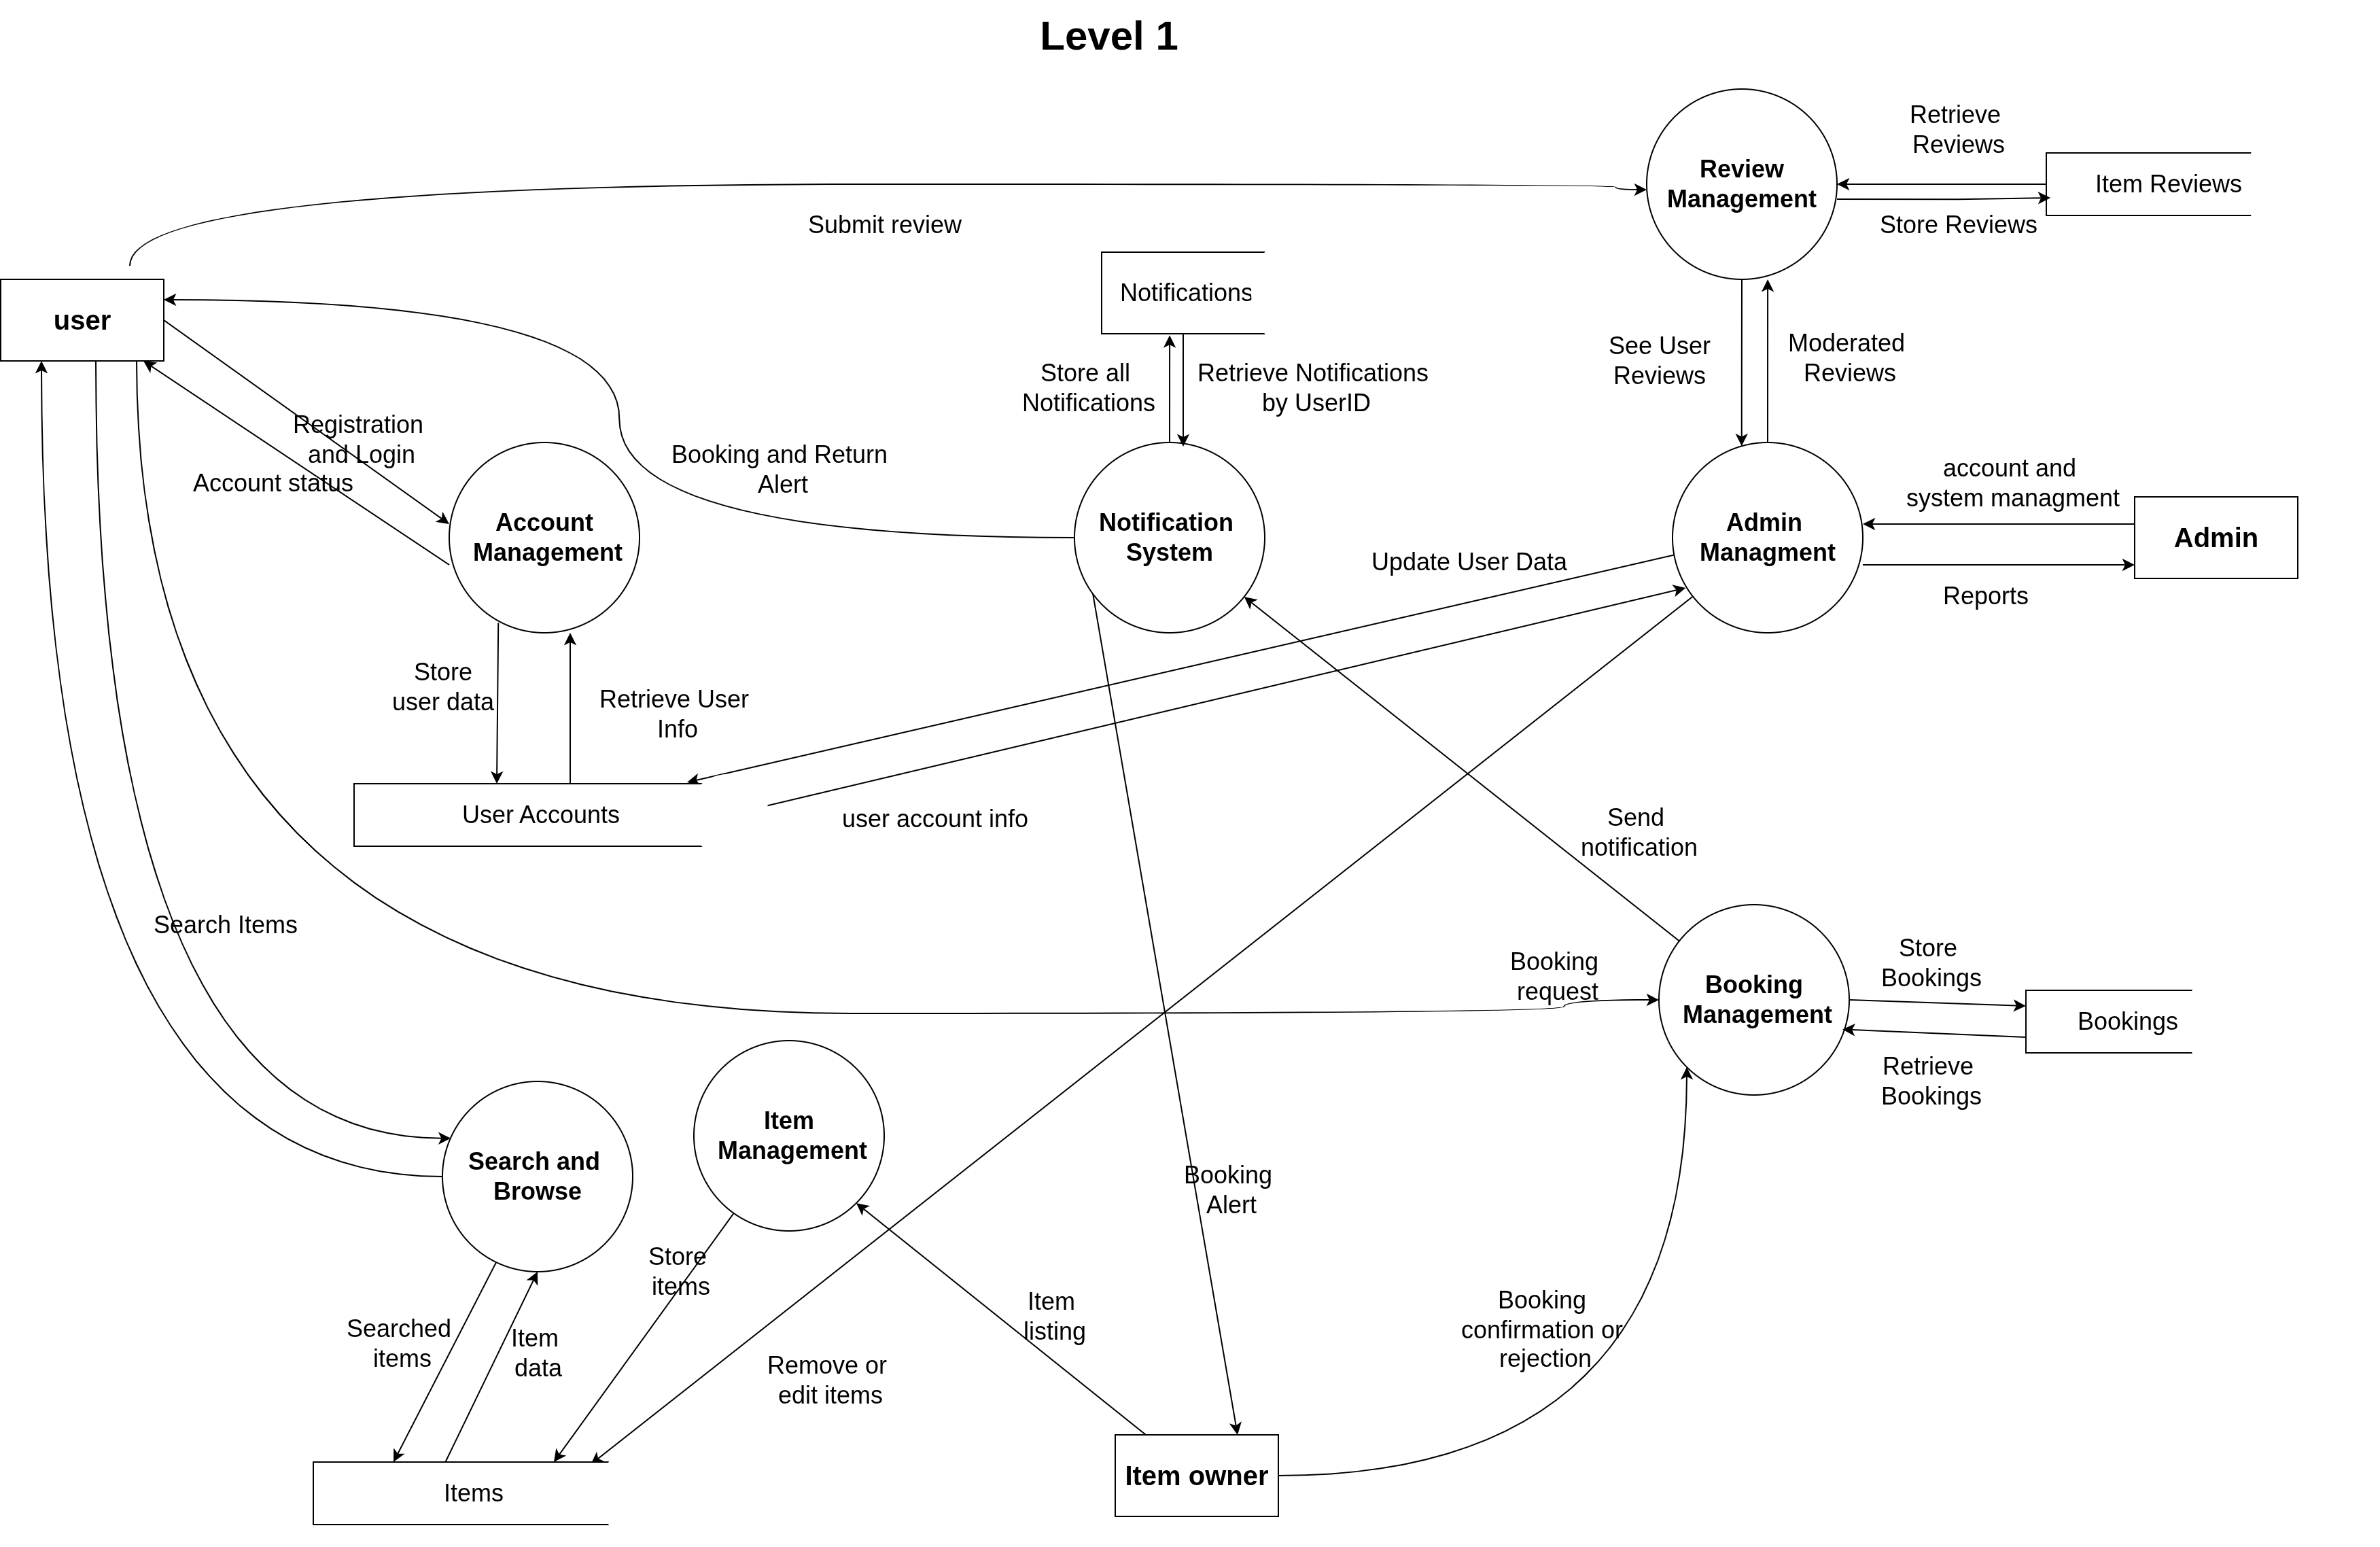 Level 1
Retrieve
Reviews
Review
Management
Item Reviews
Submit review
Store Reviews
user
Notifications
See User
Reviews
Moderated
Reviews
Store all
Notifications
Retrieve Notifications
by UserID
Registration
and Login
Account status
Booking and Return
Alert
account and
system managment
Account
Management
Notification
System
Admin
Managment
Admin
Update User Data
Reports
Store
user data
Retrieve User
Info
User Accounts
user account info
Send
notification
Search Items
Booking
request
Store
Bookings
Booking
Management
Bookings
Retrieve
Bookings
Item
Management
Search and
Browse
Booking
Alert
Store
items
Searched
items
Item
data
Item
listing
Booking
confirmation or
rejection
Remove or
edit items
Item owner
Items